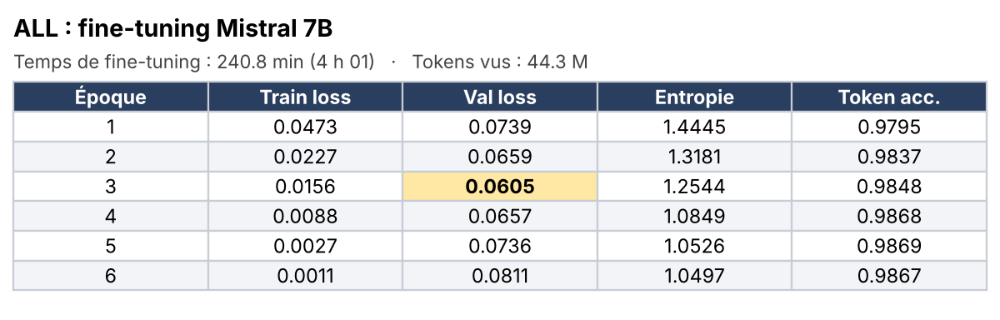 ALL : fine-tuning Mistral 7B
Temps de fine-tuning : 240.8 min (4 h 01) · Tokens vus : 44.3 M
Époque Train loss Val loss Entropie Token acc.
1 0.0473 0.0739 1.4445 0.9795
2 0.0227 0.0659 1.3181 0.9837
3 0.0156 0.0605 1.2544 0.9848
4 0.0088 0.0657 1.0849 0.9868
5 0.0027 0.0736 1.0526 0.9869
6 0.0011 0.0811 1.0497 0.9867